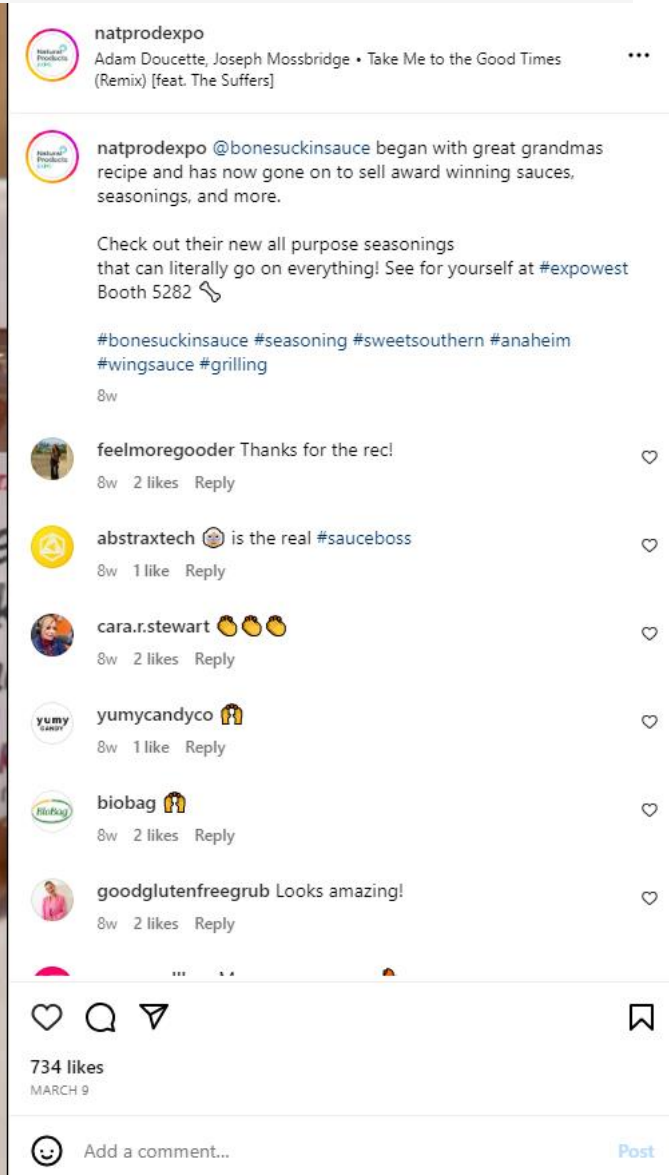 natprodexpo
Adam Doucette, Joseph Mossbridge • Take Me to the Good Times
(Remix) [feat. The Suffers]
natprodexpo @bonesuckinsauce began with great grandmas
recipe and has now gone on to sell award winning sauces,
seasonings, and more.
Check out their new all purpose seasonings
that can literally go on everything! See for yourself at #expowest
Booth 5282 🦴
#bonesuckinsauce #seasoning #sweetsouthern #anaheim
#wingsauce #grilling
8w
feelmoregooder Thanks for the rec!
8w 2 likes Reply
abstraxtech 👵 is the real #sauceboss
8w 1 like Reply
cara.r.stewart 👏👏👏
8w 2 likes Reply
yumy
CANDY
yumycandyco 🙌
8w 1 like Reply
BioBag
biobag 🙌
8w 2 likes Reply
goodglutenfreegrub Looks amazing!
8w 2 likes Reply
734 likes
MARCH 9
Add a comment...
Post